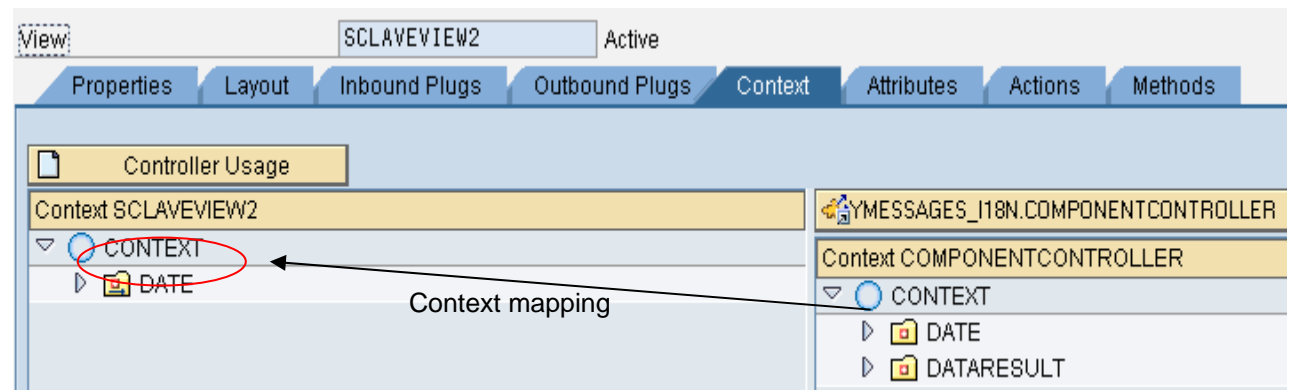 View SCLAVEVIEW2 Active
Properties Layout Inbound Plugs Outbound Plugs Context Attributes Actions Methods
Controller Usage
Context SCLAVEVIEW2
CONTEXT
DATE
Context mapping
YMESSAGES_I18N.COMPONENTCONTROLLER
Context COMPONENTCONTROLLER
CONTEXT
DATE
DATARESULT